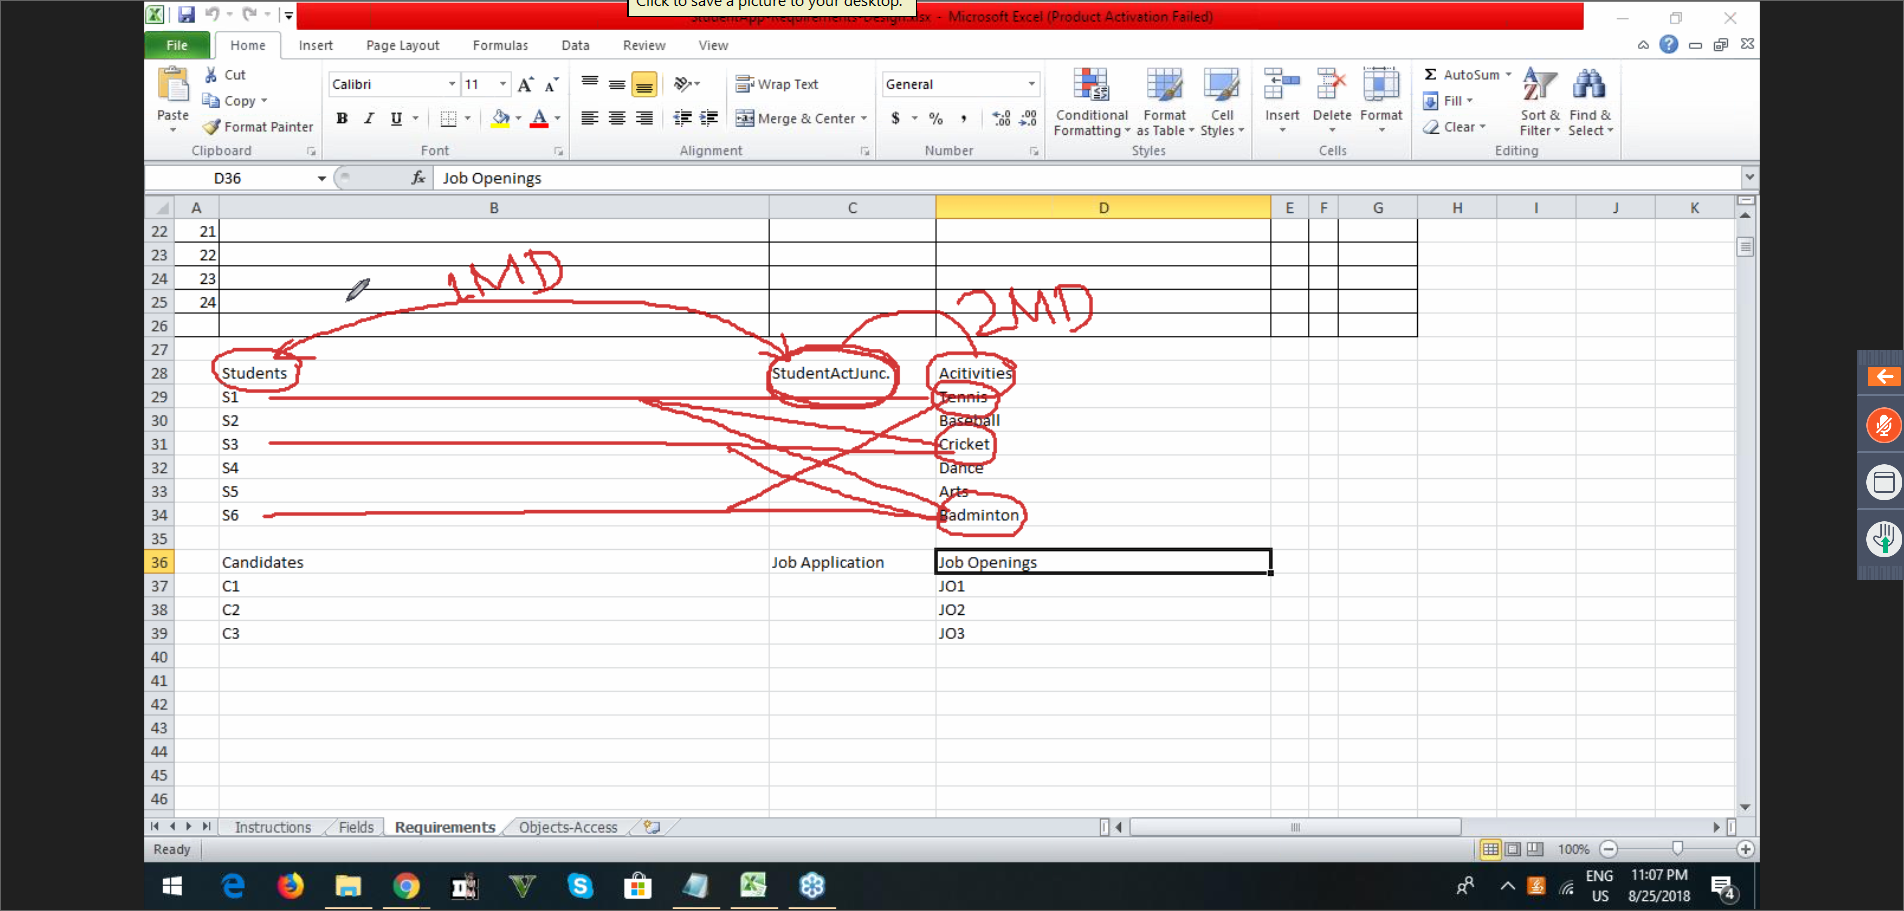 Click to save a picture to your desktop.
StudentApp-Requirements-Design.xlsx - Microsoft Excel (Product Activation Failed)
File Home Insert Page Layout Formulas Data Review View
Cut
Copy
Format Painter
Paste
Clipboard
Calibri 11
B I U
Font
Wrap Text
Merge & Center
Alignment
General
$ % ,
Number
Conditional Formatting
Format as Table
Cell Styles
Styles
Insert Delete Format
Cells
AutoSum
Fill
Clear
Sort & Filter
Find & Select
Editing
D36 fx Job Openings
A B C D E F G H I J K
22 21
23 22
24 23
25 24
26
1MD
2MD
27
28 Students StudentActJunc. Acitivities
29 S1 Tennis
30 S2 Baseball
31 S3 Cricket
32 S4 Dance
33 S5 Arts
34 S6 Badminton
35
36 Candidates Job Application Job Openings
37 C1 JO1
38 C2 JO2
39 C3 JO3
40
41
42
43
44
45
46
Instructions Fields Requirements Objects-Access
Ready 100%
ENG 11:07 PM
US 8/25/2018 4